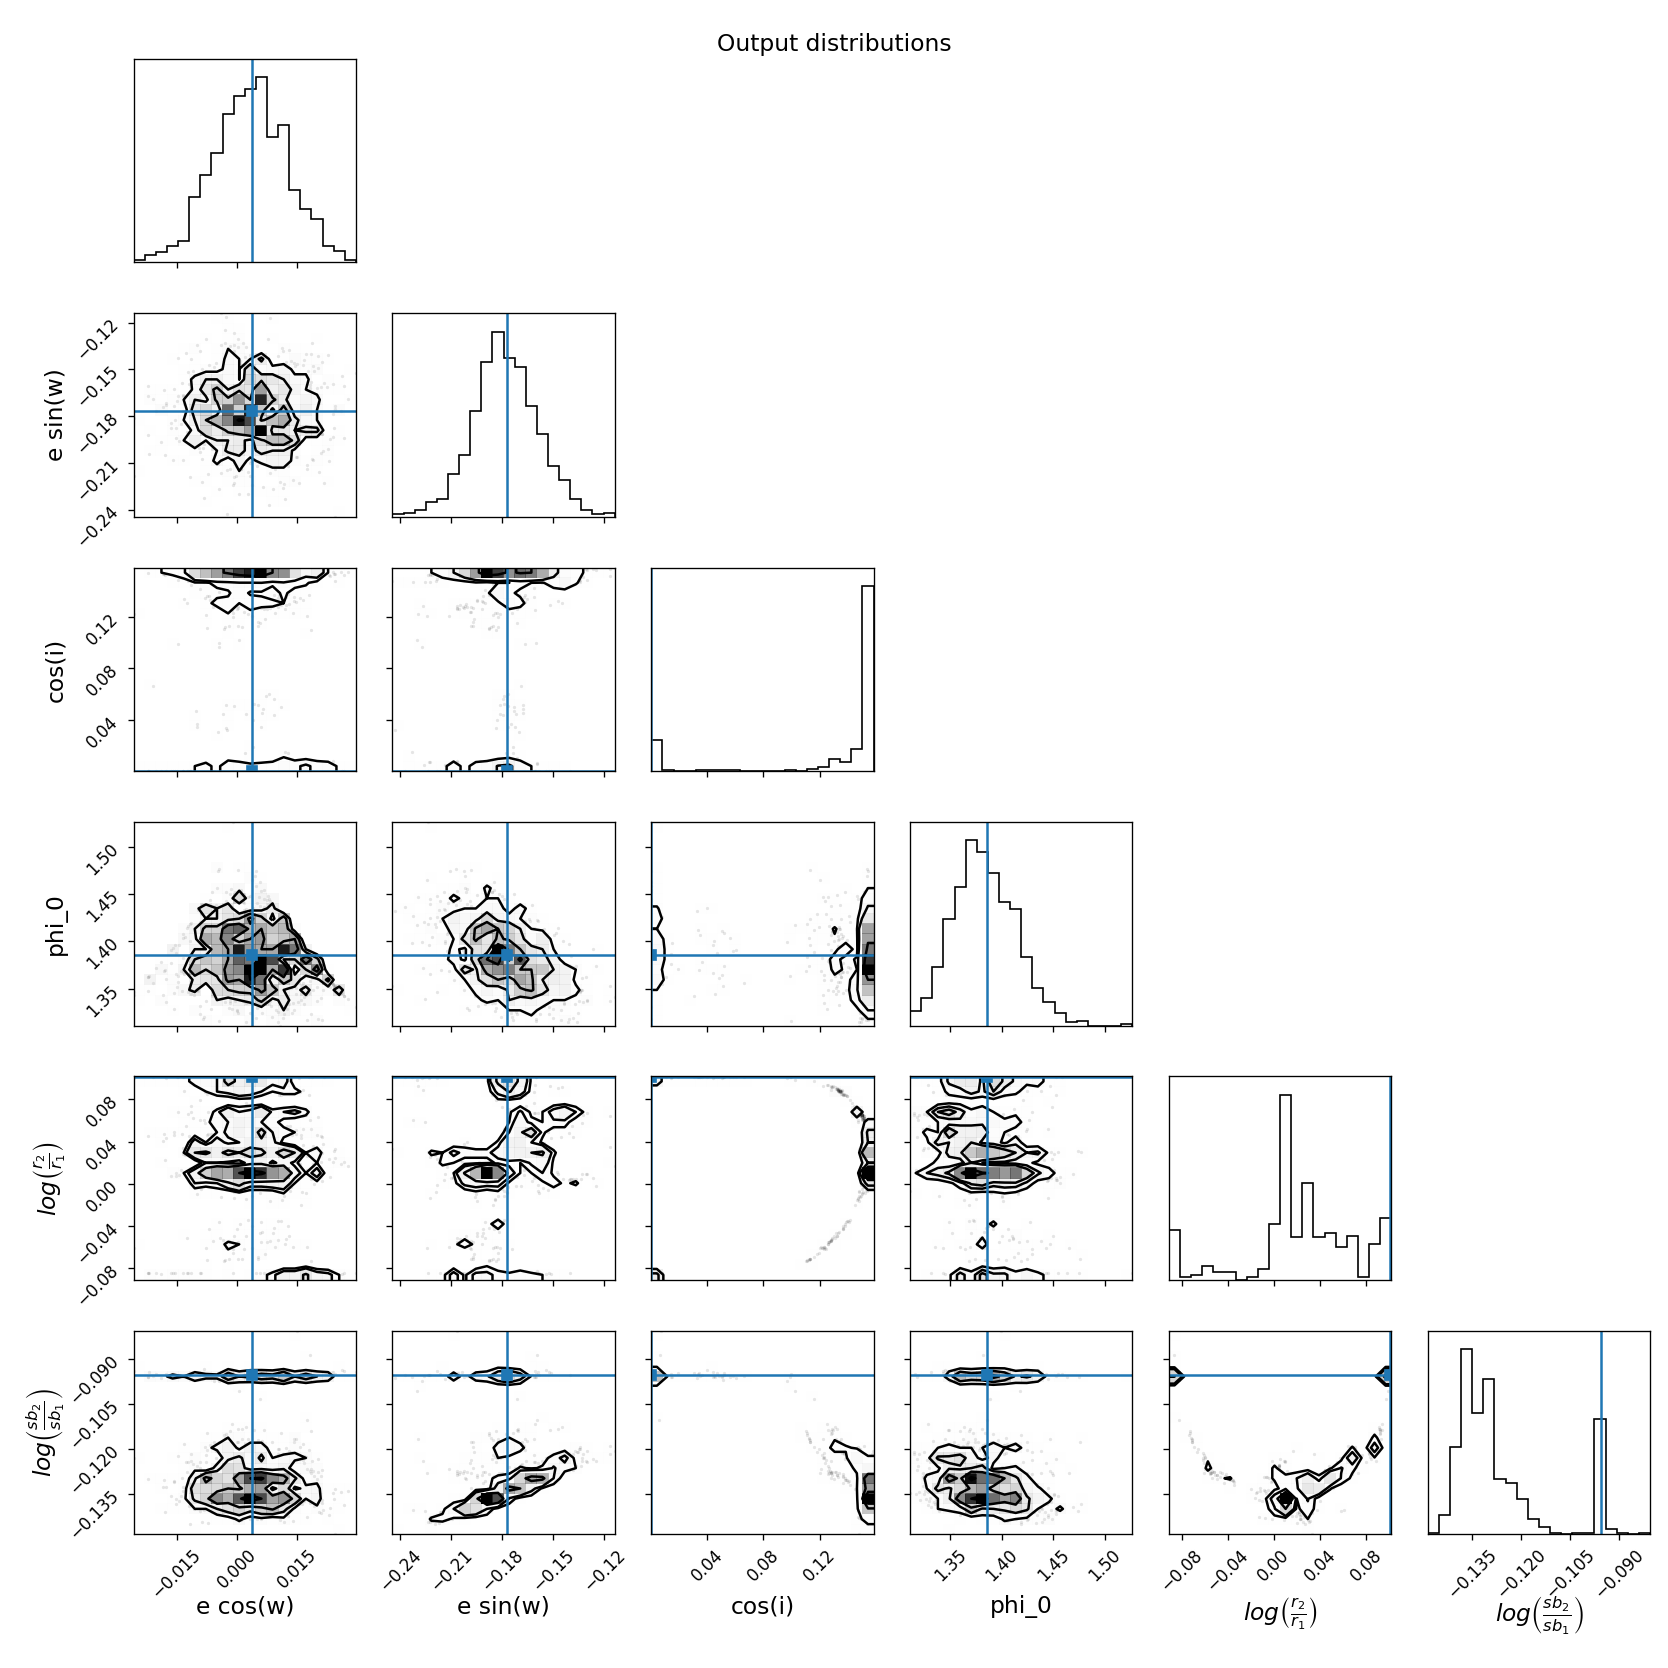 Output distributions
e sin(w)
−0.12
−0.15
−0.18
−0.21
−0.24
cos(i)
0.12
0.08
0.04
phi_0
1.50
1.45
1.40
1.35
log(r2/r1)
0.08
0.04
0.00
−0.04
−0.08
log(sb2/sb1)
−0.090
−0.105
−0.120
−0.135
−0.015 0.000 0.015 −0.24 −0.21 −0.18 −0.15 −0.12 0.04 0.08 0.12 1.35 1.40 1.45 1.50 −0.08 −0.04 0.00 0.04 0.08 −0.135 −0.120 −0.105 −0.090
e cos(w) e sin(w) cos(i) phi_0 log(r2/r1) log(sb2/sb1)